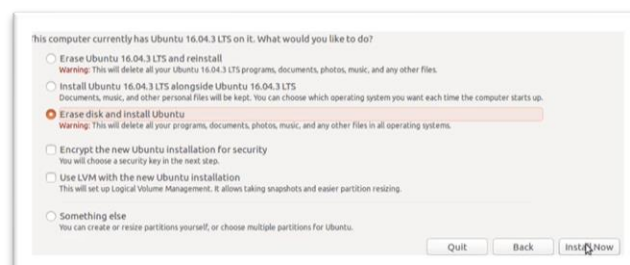 This computer currently has Ubuntu 16.04.3 LTS on it. What would you like to do?
Erase Ubuntu 16.04.3 LTS and reinstall
Warning: This will delete all your Ubuntu 16.04.3 LTS programs, documents, photos, music, and any other files.
Install Ubuntu 16.04.3 LTS alongside Ubuntu 16.04.3 LTS
Documents, music, and other personal files will be kept. You can choose which operating system you want each time the computer starts up.
Erase disk and install Ubuntu
Warning: This will delete all your programs, documents, photos, music, and any other files in all operating systems.
Encrypt the new Ubuntu installation for security
You will choose a security key in the next step.
Use LVM with the new Ubuntu installation
This will set up Logical Volume Management. It allows taking snapshots and easier partition resizing.
Something else
You can create or resize partitions yourself, or choose multiple partitions for Ubuntu.
Quit Back Install Now